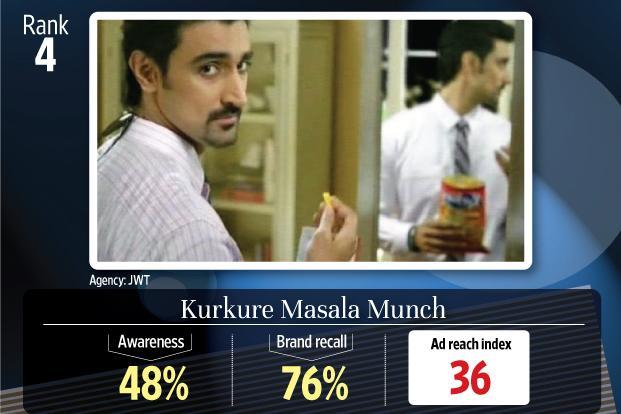 Rank
4
Agency: JWT
Kurkure Masala Munch
Awareness
48%
Brand recall
76%
Ad reach index
36